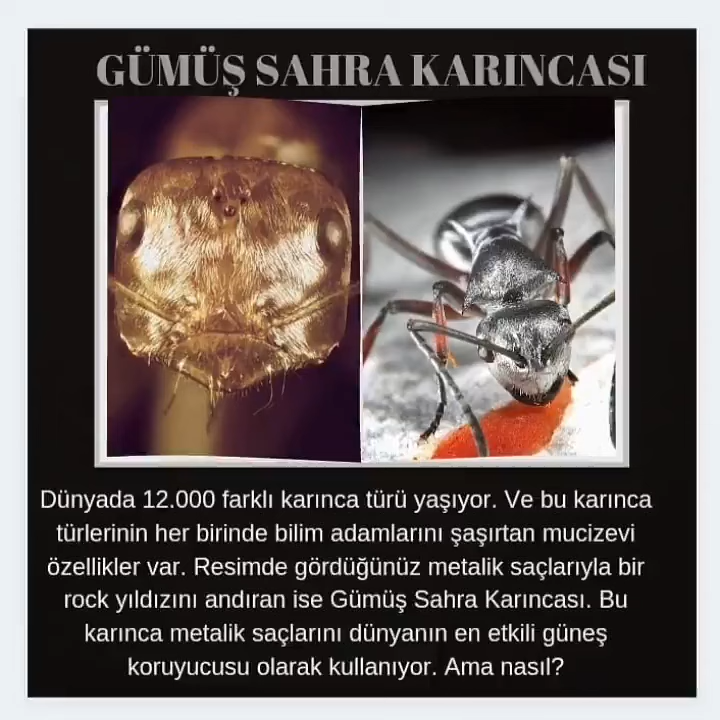 GÜMÜŞ SAHRA KARINCASI
Dünyada 12.000 farklı karınca türü yaşıyor. Ve bu karınca
türlerinin her birinde bilim adamlarını şaşırtan mucizevi
özellikler var. Resimde gördüğünüz metalik saçlarıyla bir
rock yıldızını andıran ise Gümüş Sahra Karıncası. Bu
karınca metalik saçlarını dünyanın en etkili güneş
koruyucusu olarak kullanıyor. Ama nasıl?